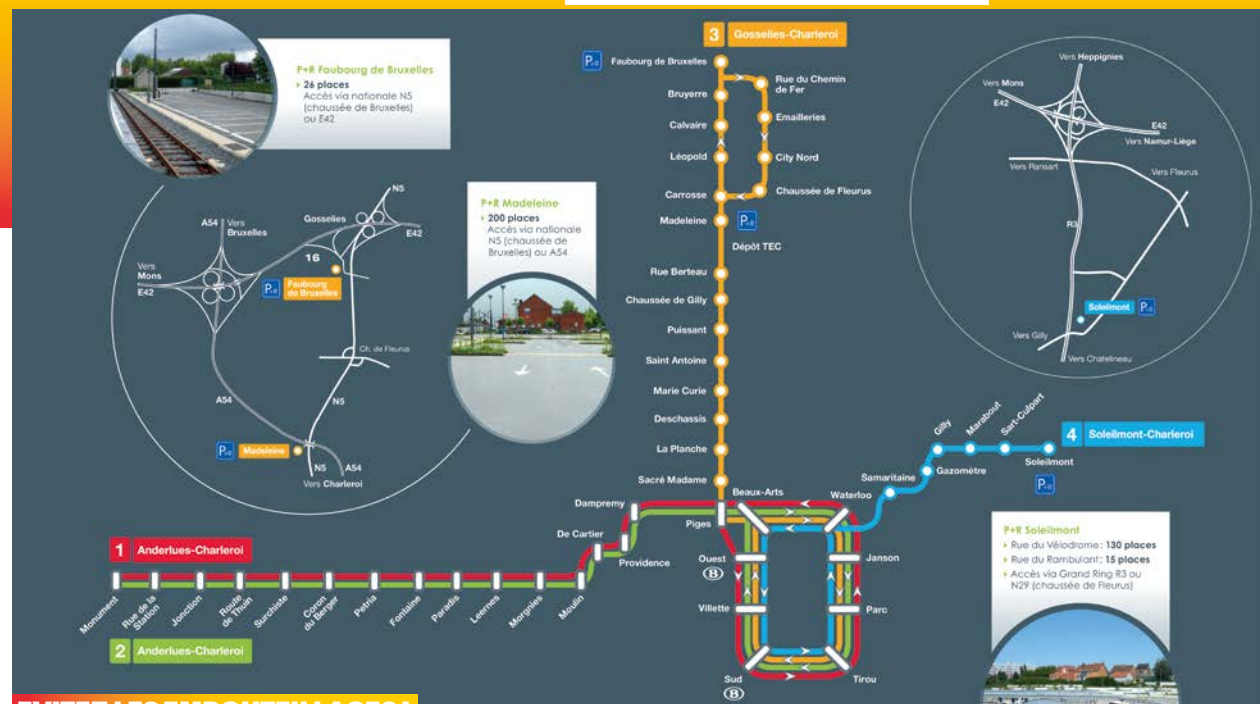 P+R Faubourg de Bruxelles
26 places
Accès via nationale N5
(chaussée de Bruxelles)
ou E42
P+R Madeleine
200 places
Accès via nationale
N5 (chaussée de
Bruxelles) ou A54
A54
Vers
Bruxelles
Gosselies
N5
E42
16
Vers
Mons
E42
P+R
Faubourg
de Bruxelles
Ch. de Fleurus
A54
N5
P+R
Madeleine
N5
A54
Vers Charleroi
3 Gosselies-Charleroi
P+R
Faubourg de Bruxelles
Rue du Chemin
de Fer
Bruyerre
Emailleries
Calvaire
Léopold
City Nord
Carrosse
Chaussée de Fleurus
Madeleine
P+R
Dépôt TEC
Rue Berteau
Chaussée de Gilly
Puissant
Saint Antoine
Marie Curie
Deschassis
La Planche
Sacré Madame
Vers Heppignies
Vers Mons
E42
E42
Vers Namur-Liège
Vers Ransart
Vers Fleurus
R3
Soleilmont
P+R
Vers Gilly
Vers Chatelineau
4 Soleilmont-Charleroi
Gilly
Marabout
Sart-Culpart
Soleilmont
P+R
Gazomètre
Samaritaine
Waterloo
Beaux-Arts
Piges
Dampremy
De Cartier
Providence
Ouest
B
Janson
Villette
Parc
Sud
B
Tirou
1 Anderlues-Charleroi
Monument
Rue de la
Station
Jonction
Route
de Thuin
Surchiste
Coron
du Berger
Petria
Fontaine
Paradis
Leernes
Morgnies
Moulin
2 Anderlues-Charleroi
P+R Soleilmont
Rue du Vélodrome : 130 places
Rue du Rambulant : 15 places
Accès via Grand Ring R3 ou
N29 (chaussée de Fleurus)
EVITEZ LES EMBOUTEILLAGES!